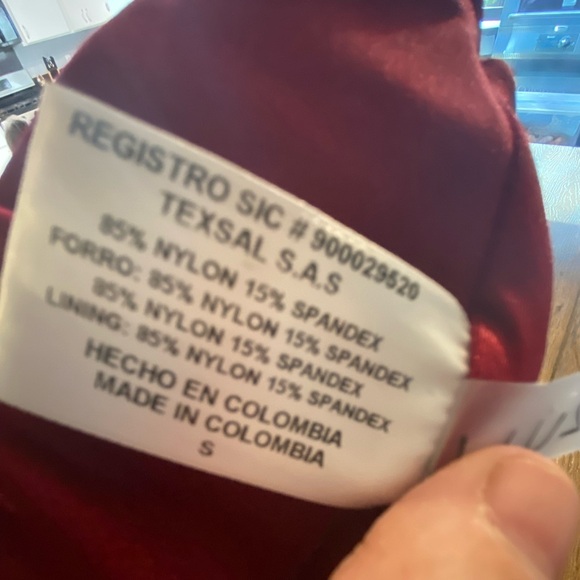 REGISTRO SIC # 900029520
TEXSAL S.A.S
85% NYLON 15% SPANDEX
FORRO: 85% NYLON 15% SPANDEX
85% NYLON 15% SPANDEX
LINING: 85% NYLON 15% SPANDEX
HECHO EN COLOMBIA
MADE IN COLOMBIA
S